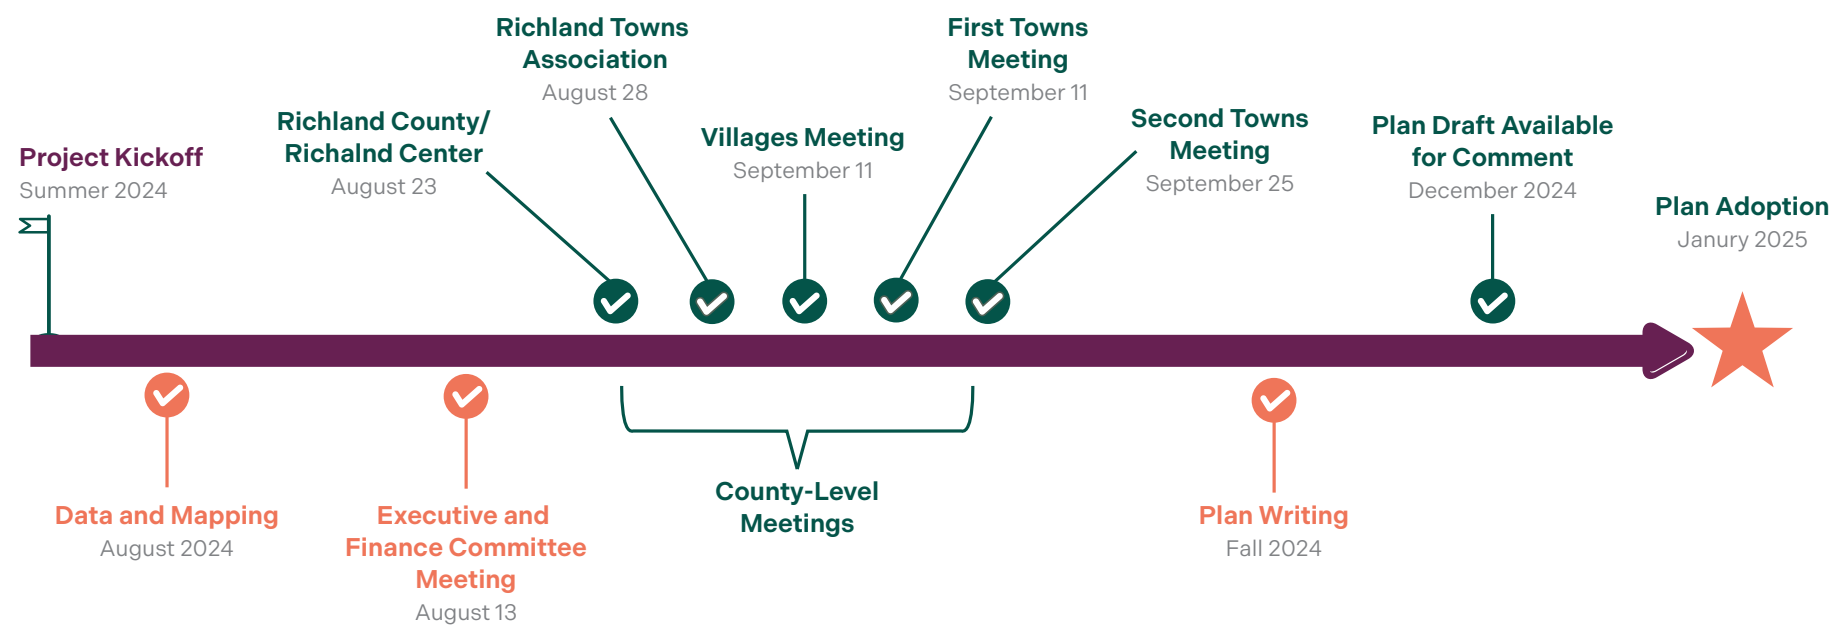 Project Kickoff
Summer 2024
Richland County/
Richalnd Center
August 23
Richland Towns
Association
August 28
Villages Meeting
September 11
First Towns
Meeting
September 11
Second Towns
Meeting
September 25
Plan Draft Available
for Comment
December 2024
Plan Adoption
Janury 2025
Data and Mapping
August 2024
Executive and
Finance Committee
Meeting
August 13
County-Level
Meetings
Plan Writing
Fall 2024